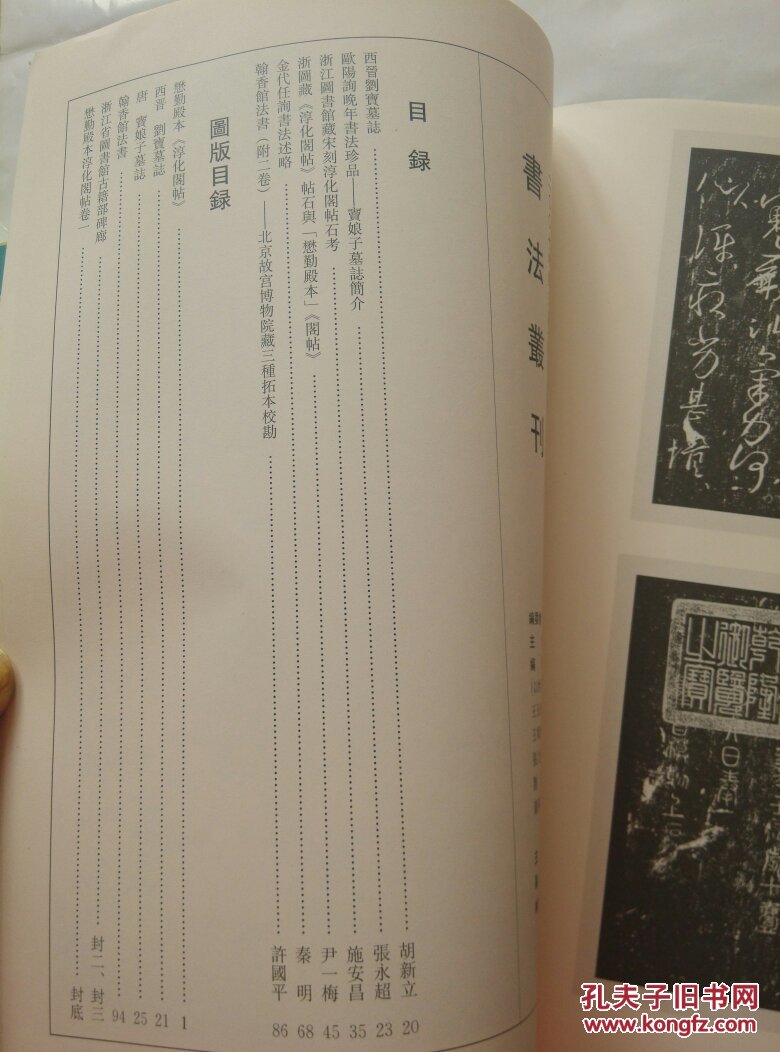 書法叢刊
主編
目錄
西晉劉寶墓誌……胡新立 20
歐陽詢晚年書法珍品——竇娘子墓誌簡介……張永超 23
浙江圖書館藏宋刻淳化閣帖石考……施安昌 35
浙圖藏《淳化閣帖》帖石與「懋勤殿本」《閣帖》……尹一梅 45
金代任詢書法述略……秦 明 68
翰香館法書（附二卷）——北京故宮博物院藏三種拓本校勘……許國平 86
圖版目錄
懋勤殿本《淳化閣帖》……1
西晉 劉寶墓誌……21
唐 竇娘子墓誌……25
翰香館法書……94
浙江省圖書館古籍部碑廊……封二、封三
懋勤殿本淳化閣帖卷一……封底
乾隆御覽之寶
孔夫子旧书网
www.kongfz.com